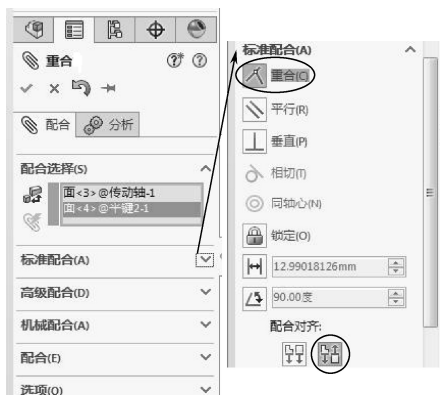 重合
配合
分析
配合选择(S)
面<3>@传动轴-1
面<4>@平键2-1
标准配合(A)
高级配合(D)
机械配合(A)
配合(E)
选项(O)
标准配合(A)
重合(C)
平行(R)
垂直(P)
相切(T)
同轴心(N)
锁定(O)
12.99018126mm
90.00度
配合对齐: